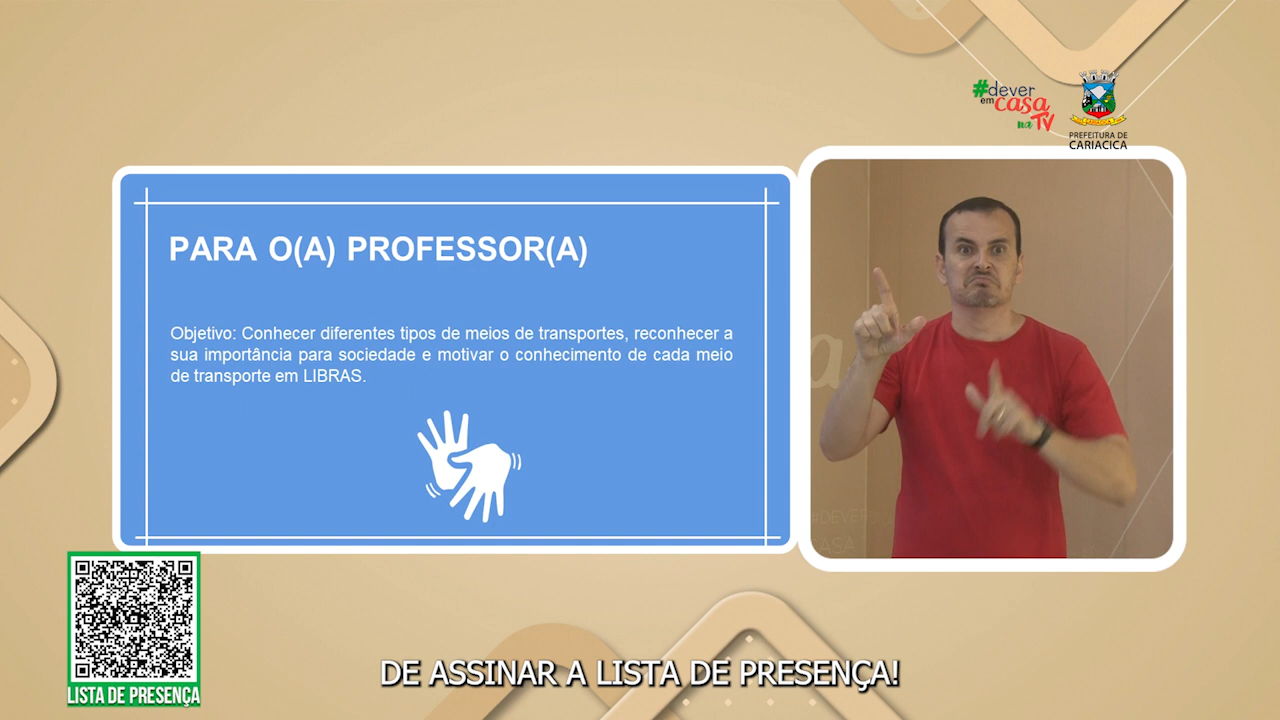 #dever
em casa
na TV
PREFEITURA DE
CARIACICA
PARA O(A) PROFESSOR(A)
Objetivo: Conhecer diferentes tipos de meios de transportes, reconhecer a
sua importância para sociedade e motivar o conhecimento de cada meio
de transporte em LIBRAS.
a
#DEVER
CASA
LISTA DE PRESENÇA
DE ASSINAR A LISTA DE PRESENÇA!